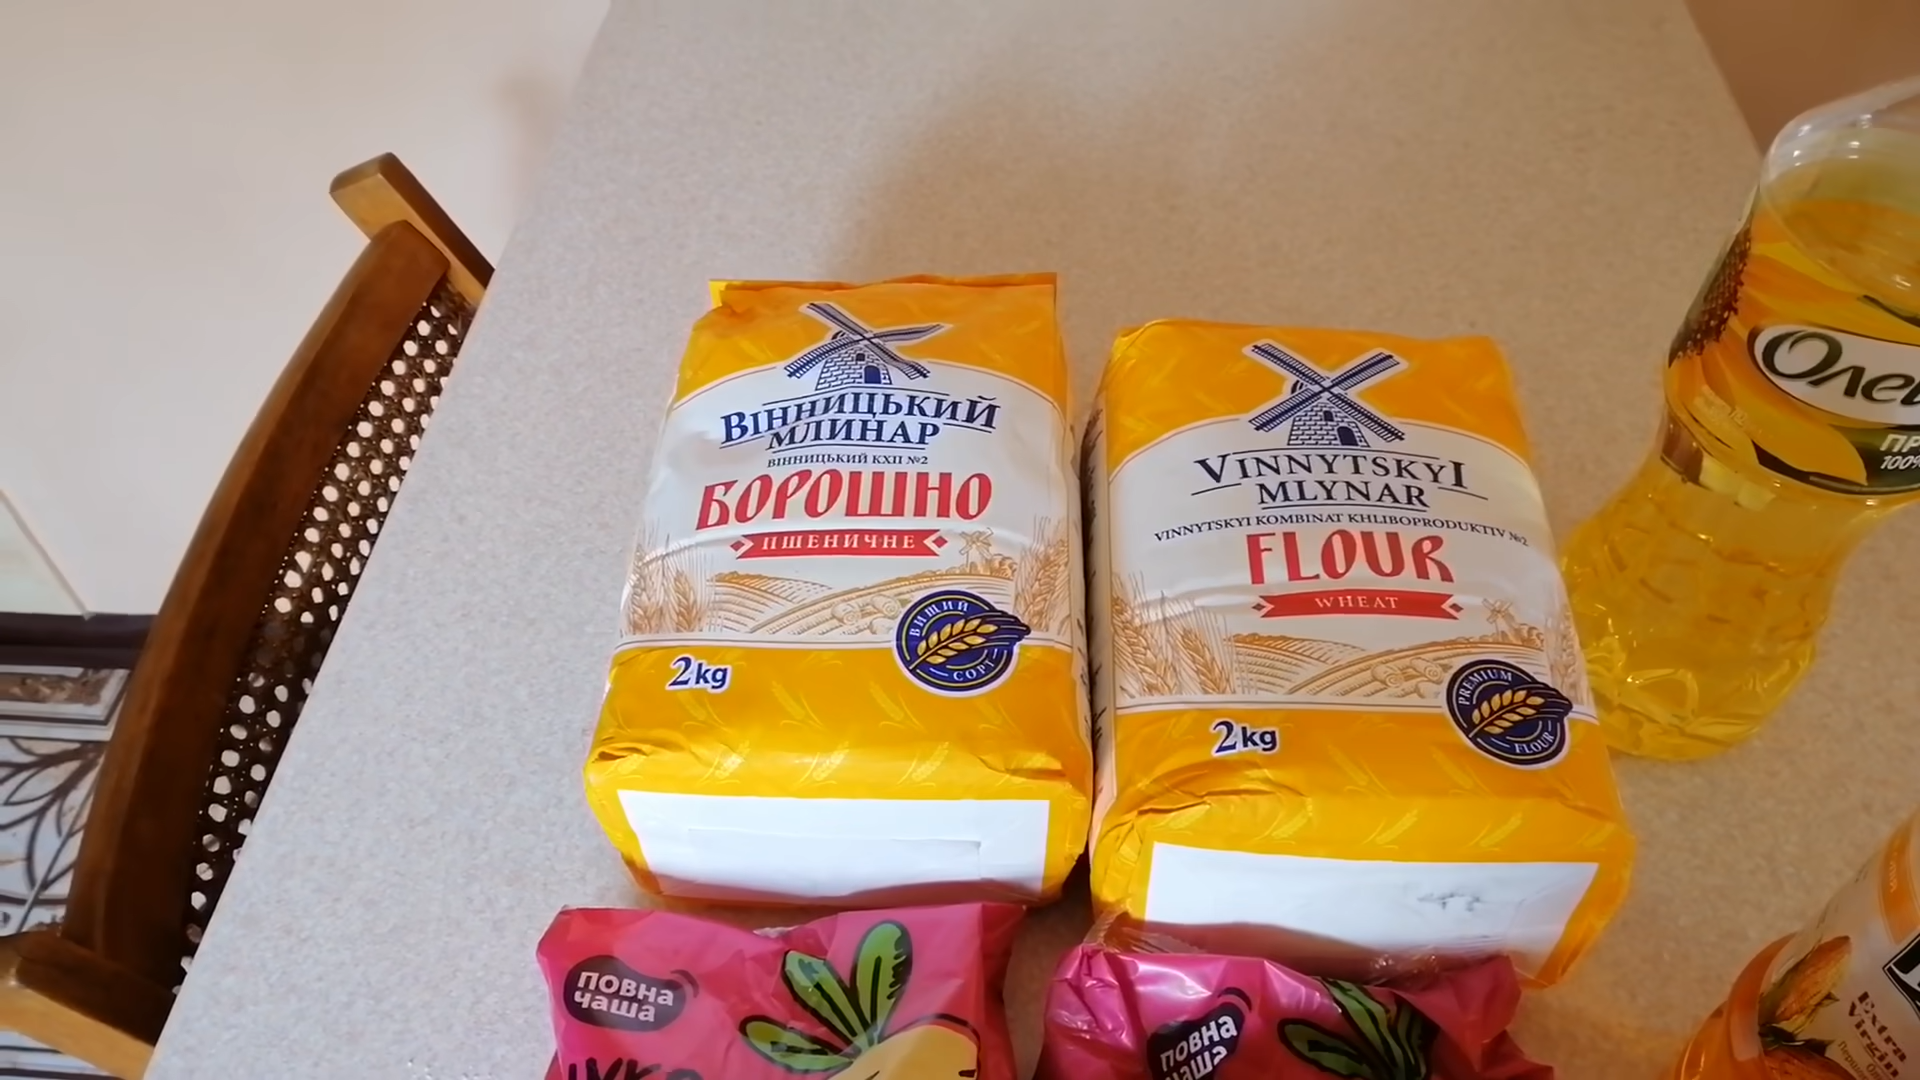 ВІННИЦЬКИЙ
МЛИНАР
ВІННИЦЬКИЙ КХП №2
БОРОШНО
ПШЕНИЧНЕ
ВИЩИЙ
СОРТ
2kg
VINNYTSKYI
MLYNAR
VINNYTSKYI KOMBINAT KHLIBOPRODUKTIV №2
FLOUR
WHEAT
PREMIUM
FLOUR
2kg
100%
ПОВНА
ЧАША
ПОВНА
ЧАША
Extra
Virgin